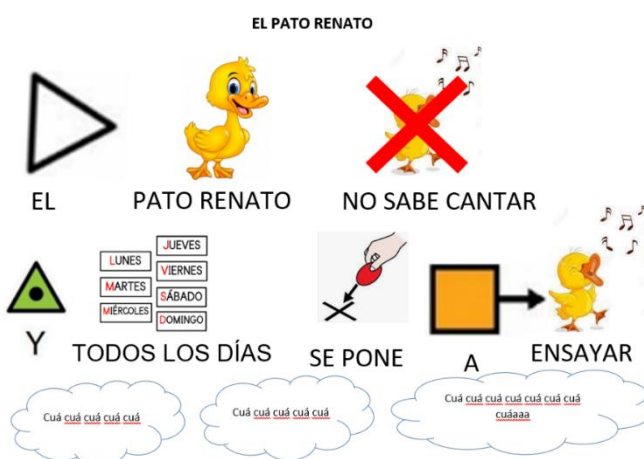 EL PATO RENATO
EL PATO RENATO NO SABE CANTAR
LUNES
MARTES
MIÉRCOLES
JUEVES
VIERNES
SÁBADO
DOMINGO
Y TODOS LOS DÍAS SE PONE A ENSAYAR
Cuá cuá cuá cuá cuá
Cuá cuá cuá cuá cuá
Cuá cuá cuá cuá cuá cuá cuá
cuáaaa